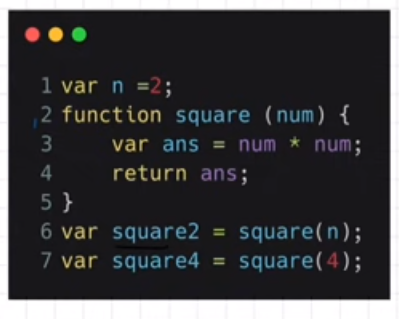 1 var n =2;
2 function square (num) {
3 var ans = num * num;
4 return ans;
5 }
6 var square2 = square(n);
7 var square4 = square(4);